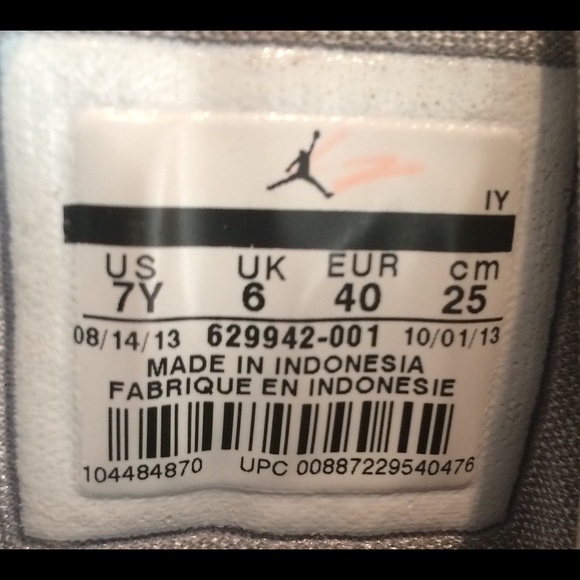 IY
US UK EUR cm
7Y 6 40 25
08/14/13 629942-001 10/01/13
MADE IN INDONESIA
FABRIQUE EN INDONESIE
104484870 UPC 00887229540476